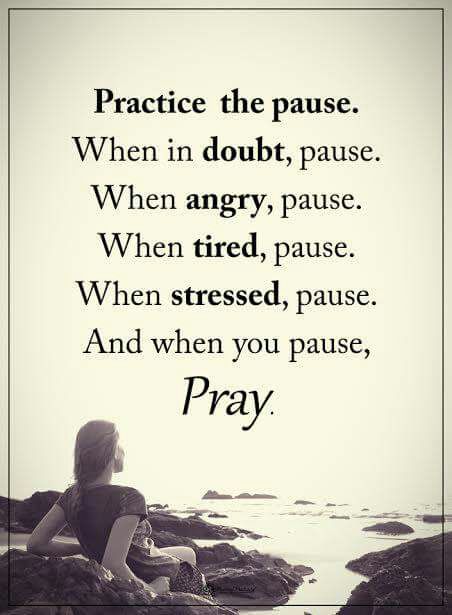 Practice the pause.
When in doubt, pause.
When angry, pause.
When tired, pause.
When stressed, pause.
And when you pause,
Pray.